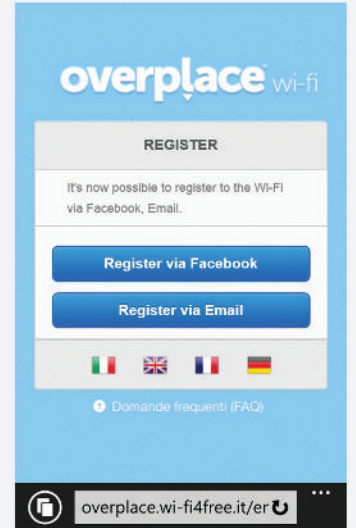 overplace wi-fi
REGISTER
It's now possible to register to the Wi-Fi
via Facebook, Email.
Register via Facebook
Register via Email
Domande frequenti (FAQ)
overplace.wi-fi4free.it/er